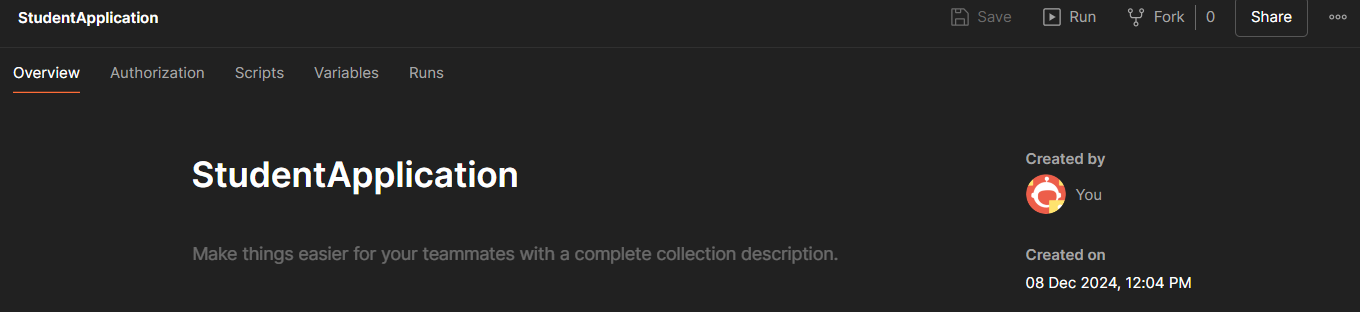 StudentApplication
Save Run Fork 0 Share
Overview Authorization Scripts Variables Runs
StudentApplication
Make things easier for your teammates with a complete collection description.
Created by
You
Created on
08 Dec 2024, 12:04 PM